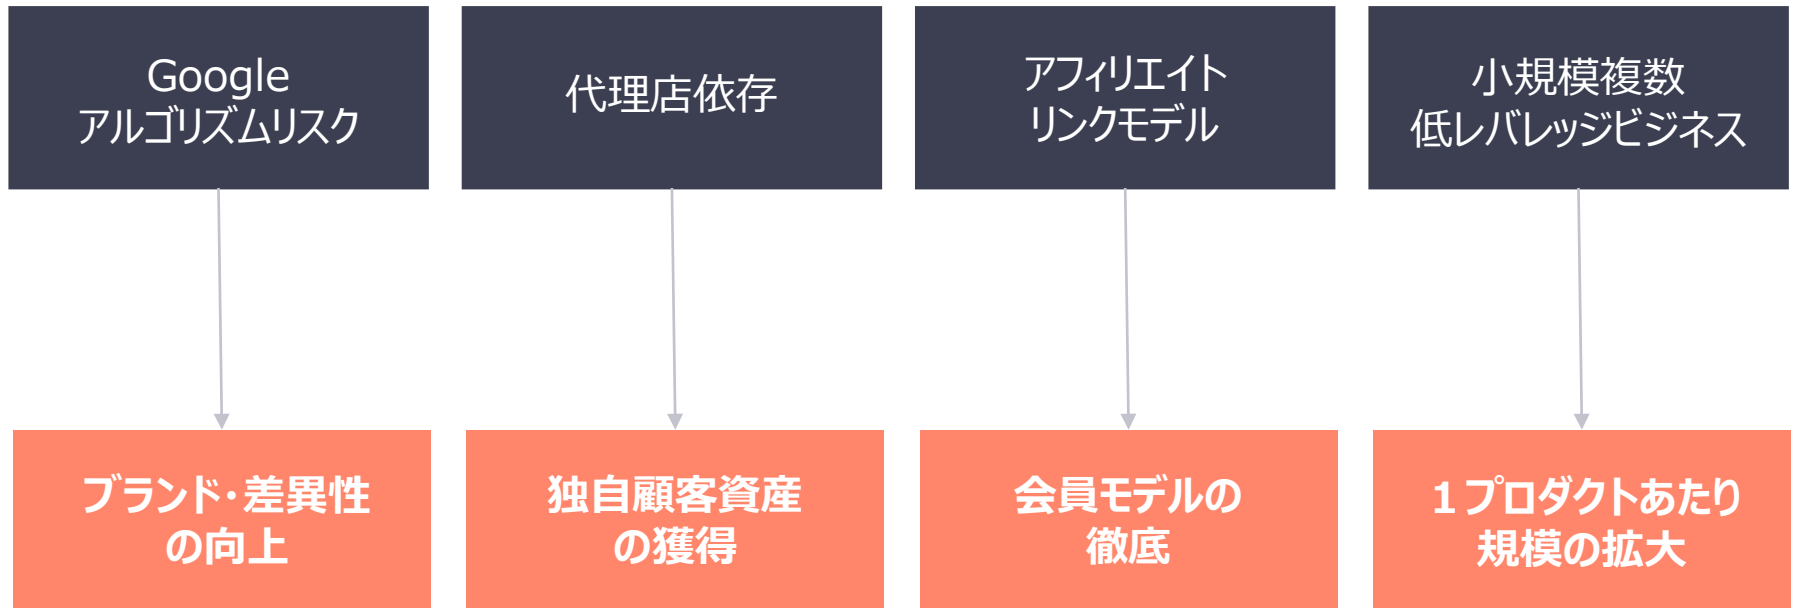 Google
アルゴリズムリスク
代理店依存
アフィリエイト
リンクモデル
小規模複数
低レバレッジビジネス
ブランド・差異性
の向上
独自顧客資産
の獲得
会員モデルの
徹底
１プロダクトあたり
規模の拡大